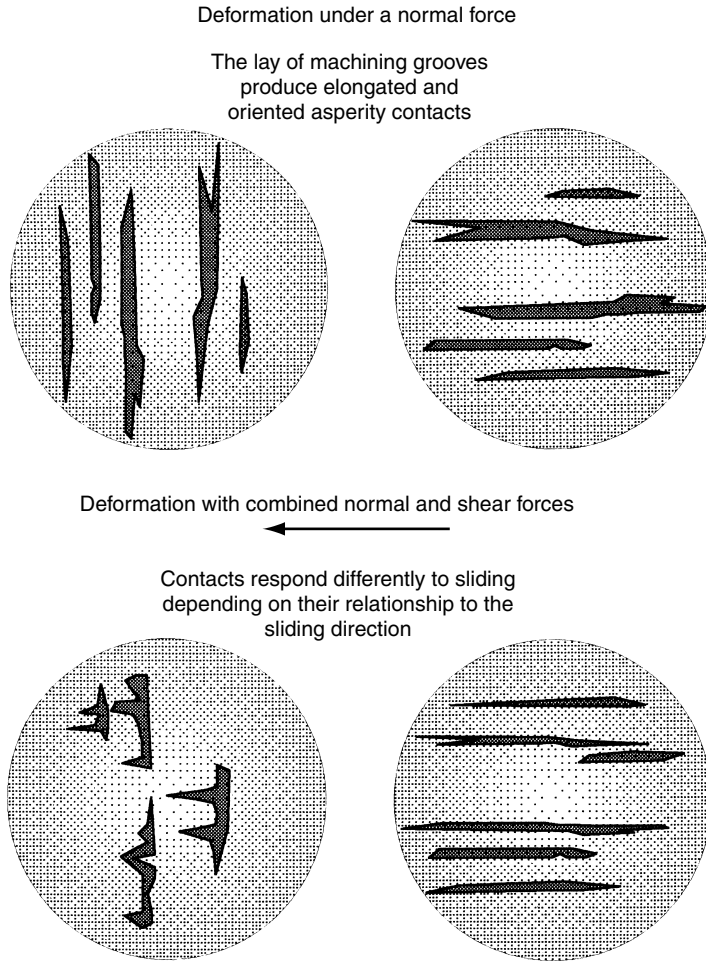 Deformation under a normal force
The lay of machining grooves
produce elongated and
oriented asperity contacts
Deformation with combined normal and shear forces
Contacts respond differently to sliding
depending on their relationship to the
sliding direction